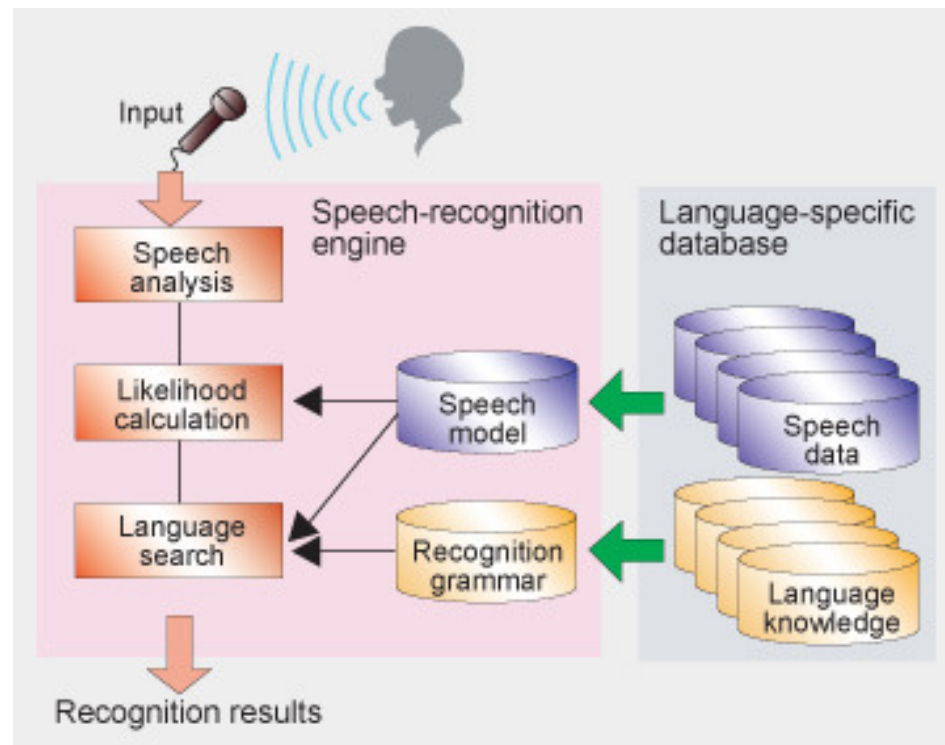 Input
Speech-recognition
engine
Language-specific
database
Speech
analysis
Likelihood
calculation
Speech
model
Speech
data
Language
search
Recognition
grammar
Language
knowledge
Recognition results